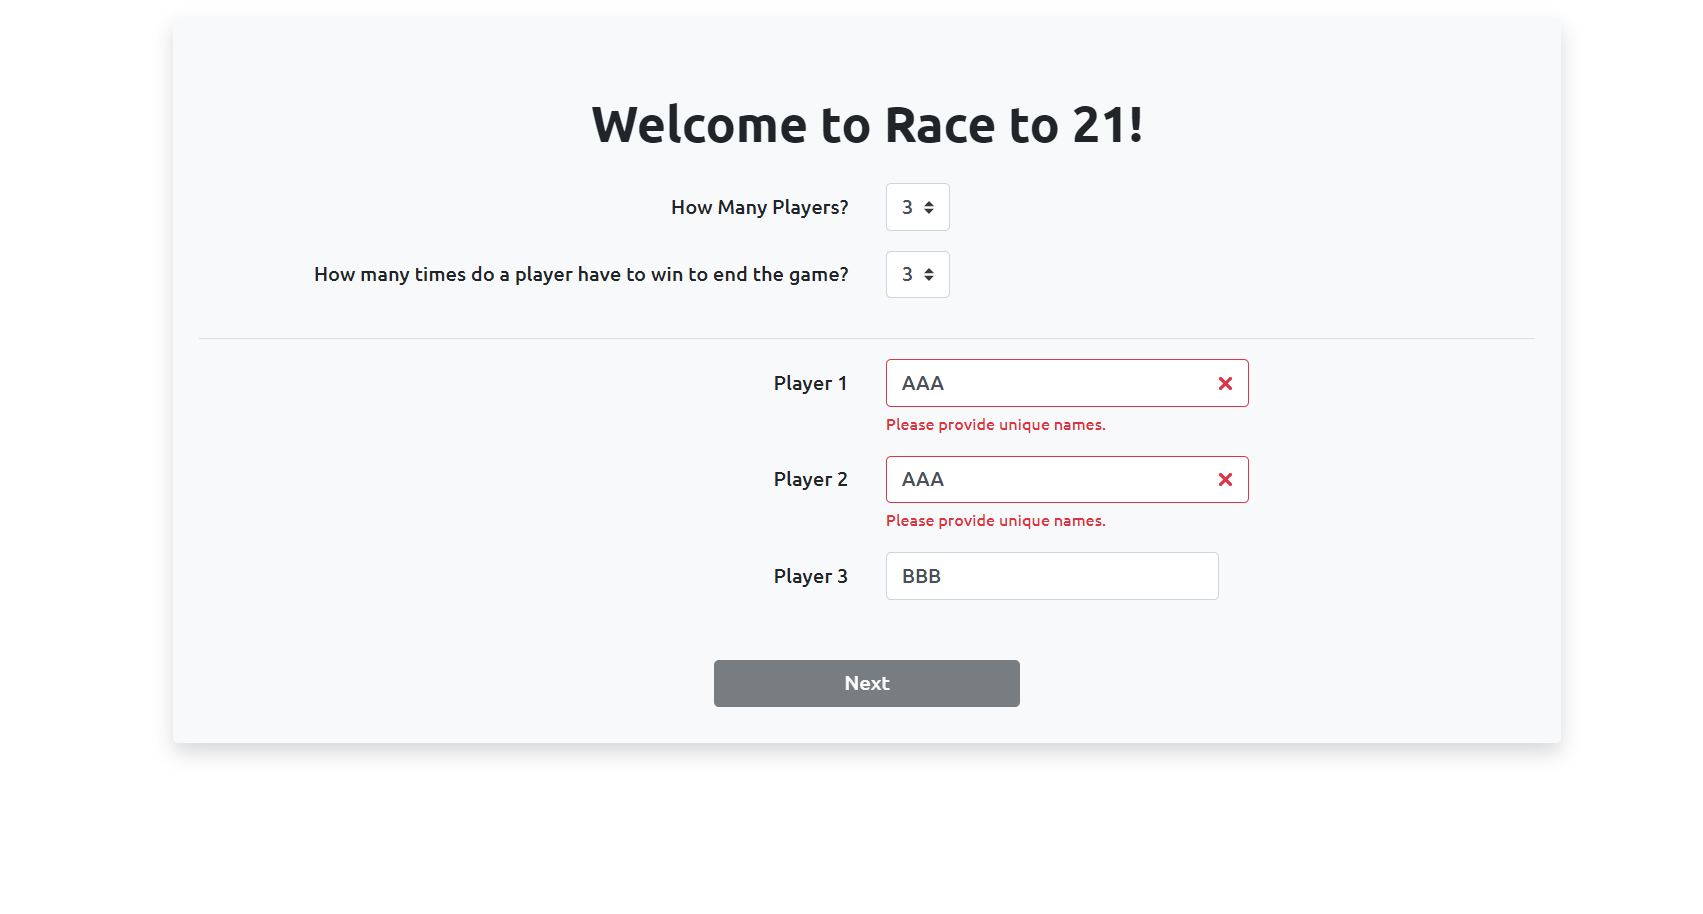 Welcome to Race to 21!
How Many Players? 3
How many times do a player have to win to end the game? 3
Player 1 AAA
Please provide unique names.
Player 2 AAA
Please provide unique names.
Player 3 BBB
Next